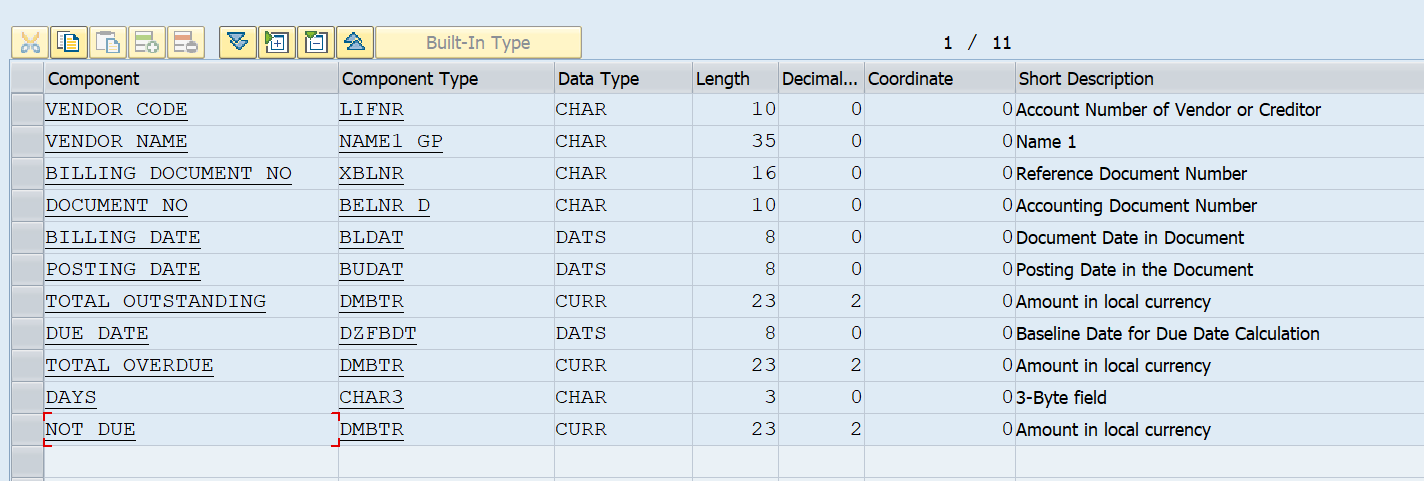 Built-In Type 1 / 11
Component Component Type Data Type Length Decimal... Coordinate Short Description
VENDOR_CODE LIFNR CHAR 10 0 0 Account Number of Vendor or Creditor
VENDOR_NAME NAME1_GP CHAR 35 0 0 Name 1
BILLING_DOCUMENT_NO XBLNR CHAR 16 0 0 Reference Document Number
DOCUMENT_NO BELNR_D CHAR 10 0 0 Accounting Document Number
BILLING_DATE BLDAT DATS 8 0 0 Document Date in Document
POSTING_DATE BUDAT DATS 8 0 0 Posting Date in the Document
TOTAL_OUTSTANDING DMBTR CURR 23 2 0 Amount in local currency
DUE_DATE DZFBDT DATS 8 0 0 Baseline Date for Due Date Calculation
TOTAL_OVERDUE DMBTR CURR 23 2 0 Amount in local currency
DAYS CHAR3 CHAR 3 0 0 3-Byte field
NOT_DUE DMBTR CURR 23 2 0 Amount in local currency